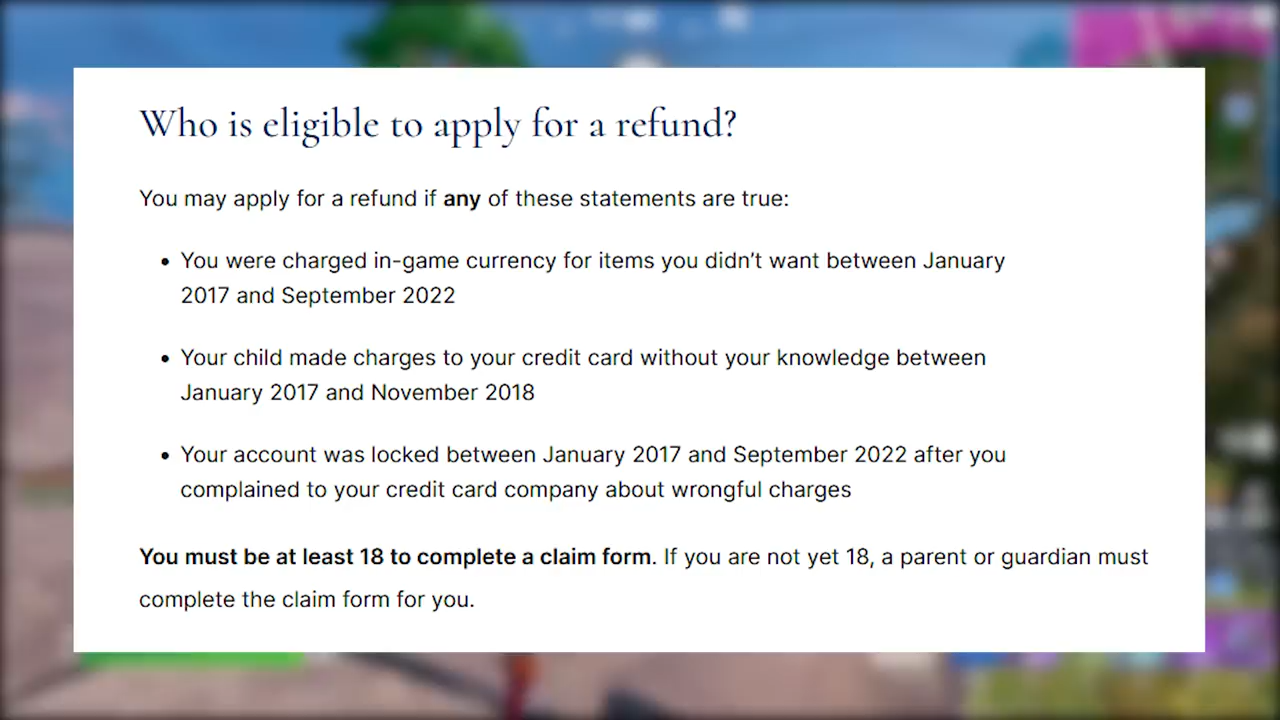 Who is eligible to apply for a refund?
You may apply for a refund if any of these statements are true:
• You were charged in-game currency for items you didn’t want between January
2017 and September 2022
• Your child made charges to your credit card without your knowledge between
January 2017 and November 2018
• Your account was locked between January 2017 and September 2022 after you
complained to your credit card company about wrongful charges
You must be at least 18 to complete a claim form. If you are not yet 18, a parent or guardian must
complete the claim form for you.